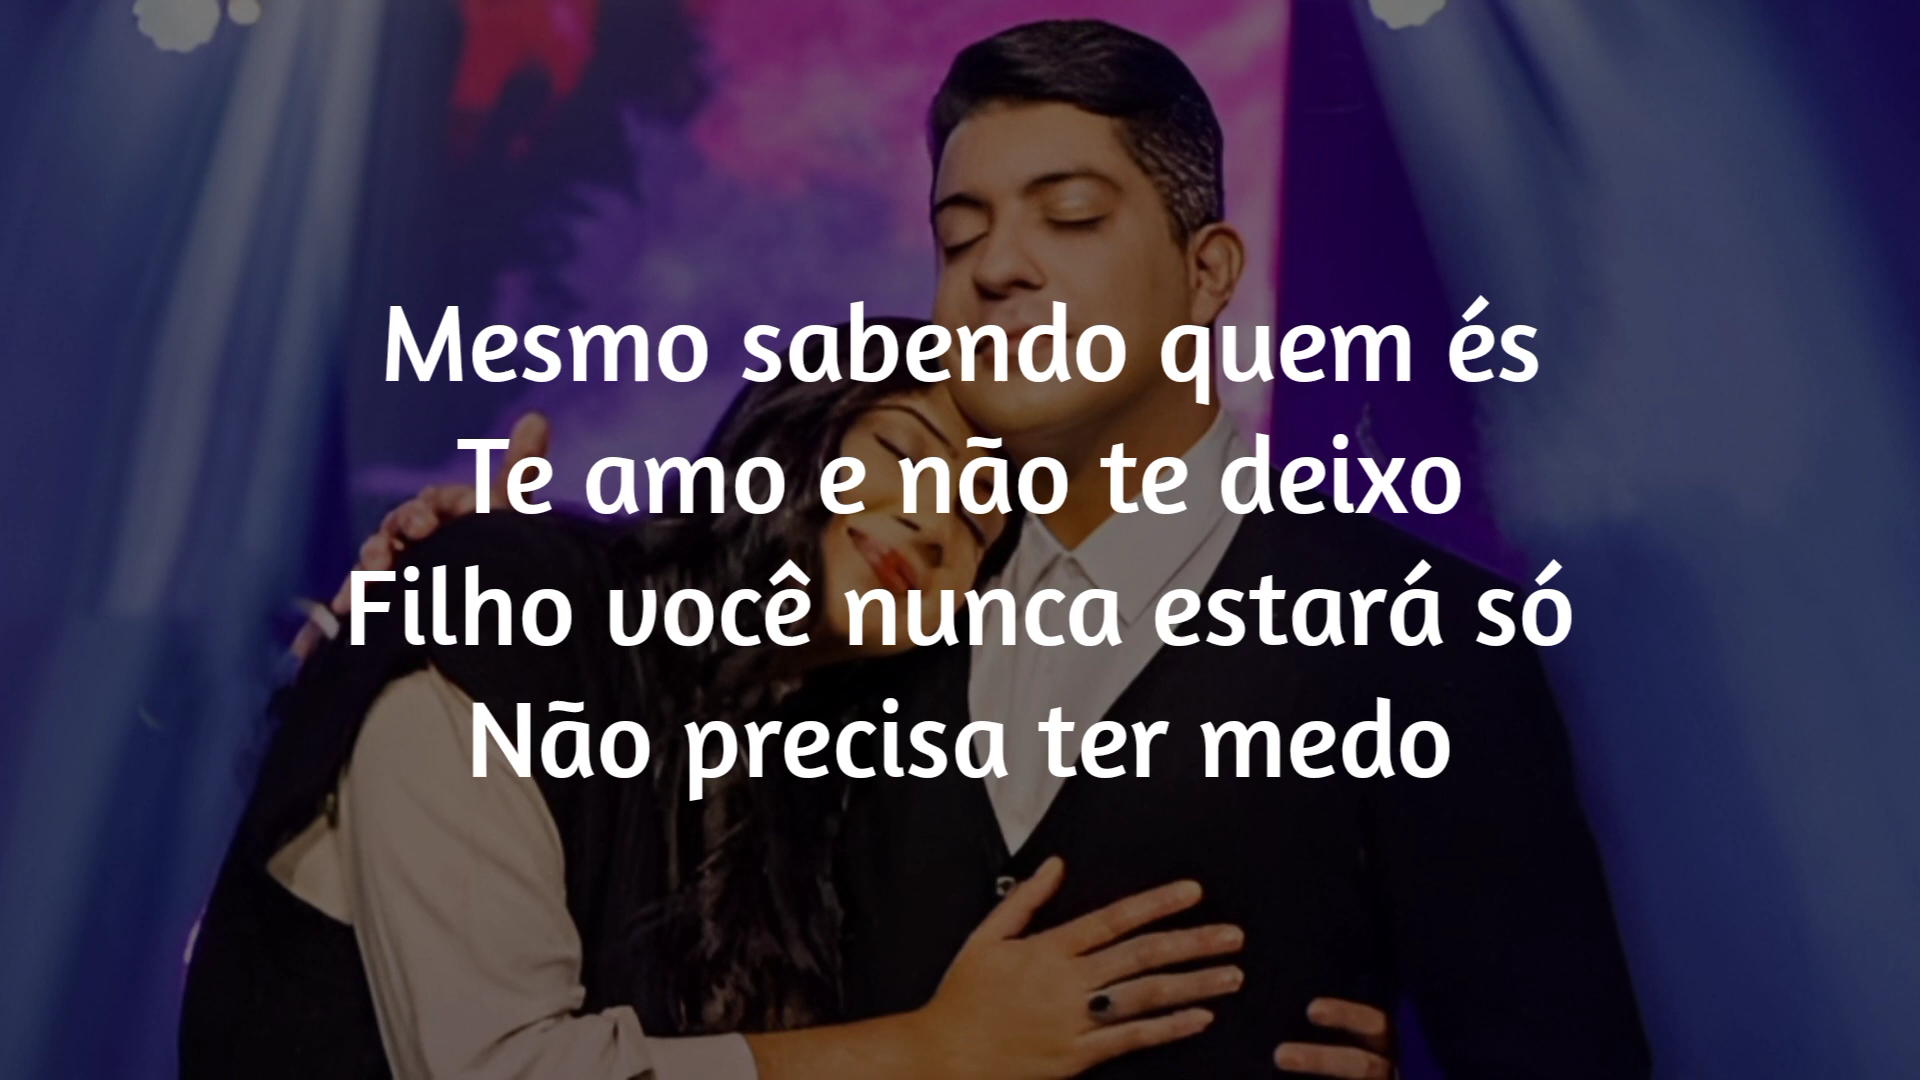 Mesmo sabendo quem és
Te amo e não te deixo
Filho você nunca estará só
Não precisa ter medo